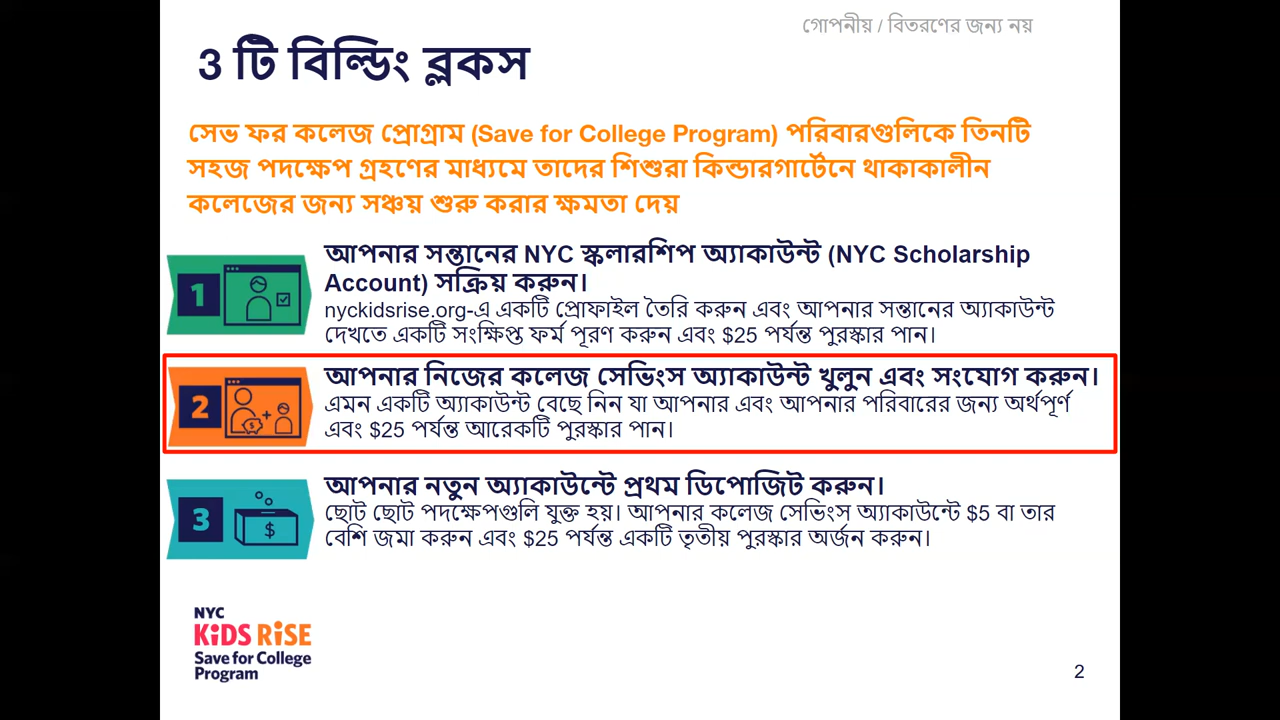 গোপনীয় / বিতরণের জন্য নয়
3 টি বিল্ডিং ব্লকস
সেভ ফর কলেজ প্রোগ্রাম (Save for College Program) পরিবারগুলিকে তিনটি
সহজ পদক্ষেপ গ্রহণের মাধ্যমে তাদের শিশুরা কিন্ডারগার্টেনে থাকাকালীন
কলেজের জন্য সঞ্চয় শুরু করার ক্ষমতা দেয়
1
আপনার সন্তানের NYC স্কলারশিপ অ্যাকাউন্ট (NYC Scholarship
Account) সক্রিয় করুন।
nyckidsrise.org-এ একটি প্রোফাইল তৈরি করুন এবং আপনার সন্তানের অ্যাকাউন্ট
দেখতে একটি সংক্ষিপ্ত ফর্ম পূরণ করুন এবং $25 পর্যন্ত পুরস্কার পান।
2
আপনার নিজের কলেজ সেভিংস অ্যাকাউন্ট খুলুন এবং সংযোগ করুন।
এমন একটি অ্যাকাউন্ট বেছে নিন যা আপনার এবং আপনার পরিবারের জন্য অর্থপূর্ণ
এবং $25 পর্যন্ত আরেকটি পুরস্কার পান।
$
3
আপনার নতুন অ্যাকাউন্টে প্রথম ডিপোজিট করুন।
ছোট ছোট পদক্ষেপগুলি যুক্ত হয়। আপনার কলেজ সেভিংস অ্যাকাউন্টে $5 বা তার
বেশি জমা করুন এবং $25 পর্যন্ত একটি তৃতীয় পুরস্কার অর্জন করুন।
$
NYC
KiDS RiSE
Save for College
Program
2